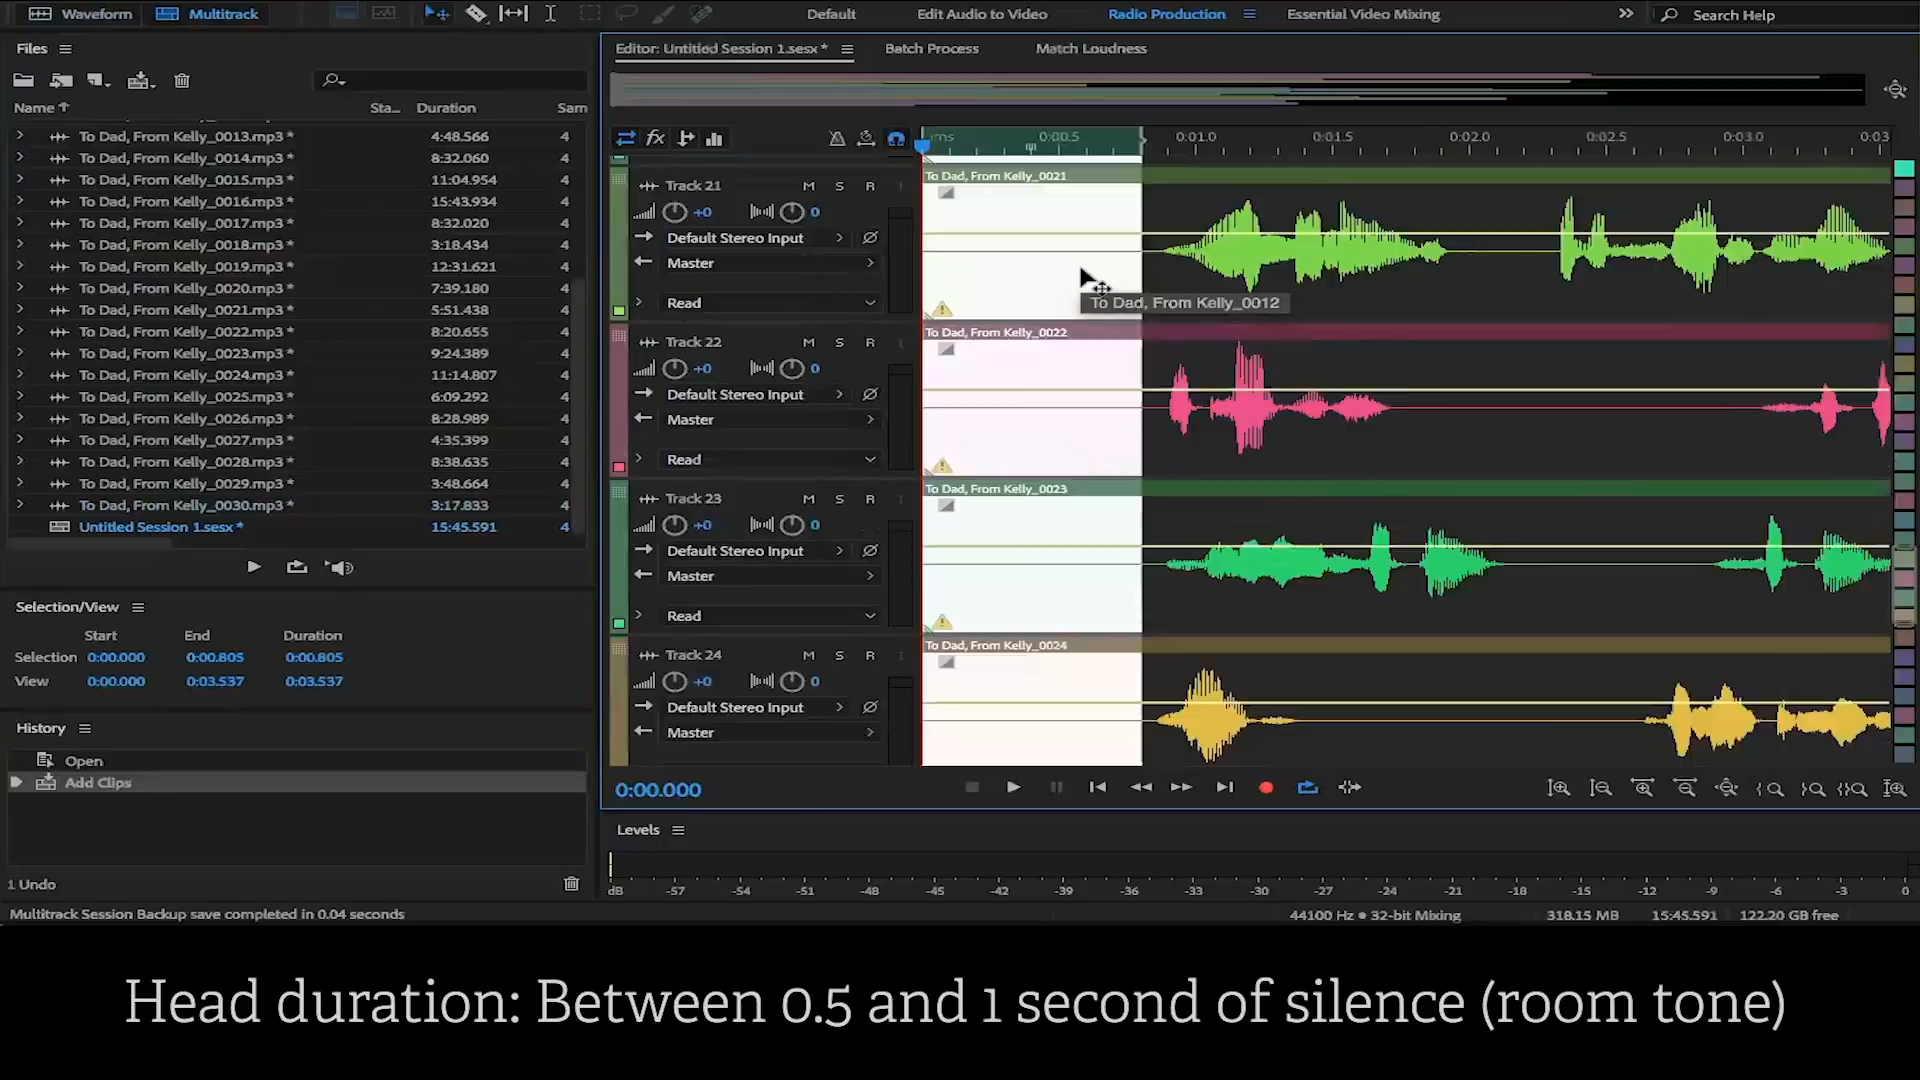 Waveform Multitrack Default Edit Audio to Video Radio Production Essential Video Mixing Search Help
Files
Name Sta... Duration Sam
To Dad, From Kelly_0013.mp3 * 4:48.566 4
To Dad, From Kelly_0014.mp3 * 8:32.060 4
To Dad, From Kelly_0015.mp3 * 11:04.954 4
To Dad, From Kelly_0016.mp3 * 15:43.934 4
To Dad, From Kelly_0017.mp3 * 8:32.020 4
To Dad, From Kelly_0018.mp3 * 3:18.434 4
To Dad, From Kelly_0019.mp3 * 12:31.621 4
To Dad, From Kelly_0020.mp3 * 7:39.180 4
To Dad, From Kelly_0021.mp3 * 5:51.438 4
To Dad, From Kelly_0022.mp3 * 8:20.655 4
To Dad, From Kelly_0023.mp3 * 9:24.389 4
To Dad, From Kelly_0024.mp3 * 11:14.807 4
To Dad, From Kelly_0025.mp3 * 6:09.292 4
To Dad, From Kelly_0026.mp3 * 8:28.989 4
To Dad, From Kelly_0027.mp3 * 4:35.399 4
To Dad, From Kelly_0028.mp3 * 8:38.635 4
To Dad, From Kelly_0029.mp3 * 3:48.664 4
To Dad, From Kelly_0030.mp3 * 3:17.833 4
Untitled Session 1.sesx * 15:45.591 4
Selection/View
Start End Duration
Selection 0:00.000 0:00.805 0:00.805
View 0:00.000 0:03.537 0:03.537
History
Open
Add Clips
1 Undo
Multitrack Session Backup save completed in 0.04 seconds
Editor: Untitled Session 1.sesx * Batch Process Match Loudness
fx hms 0:00.5 0:01.0 0:01.5 0:02.0 0:02.5 0:03.0 0:03
To Dad, From Kelly_0021
Track 21 M S R I
+0 0
Default Stereo Input
Master
Read
To Dad, From Kelly_0012
To Dad, From Kelly_0022
Track 22 M S R I
+0 0
Default Stereo Input
Master
Read
To Dad, From Kelly_0023
Track 23 M S R I
+0 0
Default Stereo Input
Master
Read
To Dad, From Kelly_0024
Track 24 M S R I
+0 0
Default Stereo Input
Master
0:00.000
Levels
dB -57 -54 -51 -48 -45 -42 -39 -36 -33 -30 -27 -24 -21 -18 -15 -12 -9 -6 -3 0
44100 Hz ● 32-bit Mixing 318.15 MB 15:45.591 122.20 GB free
Head duration: Between 0.5 and 1 second of silence (room tone)